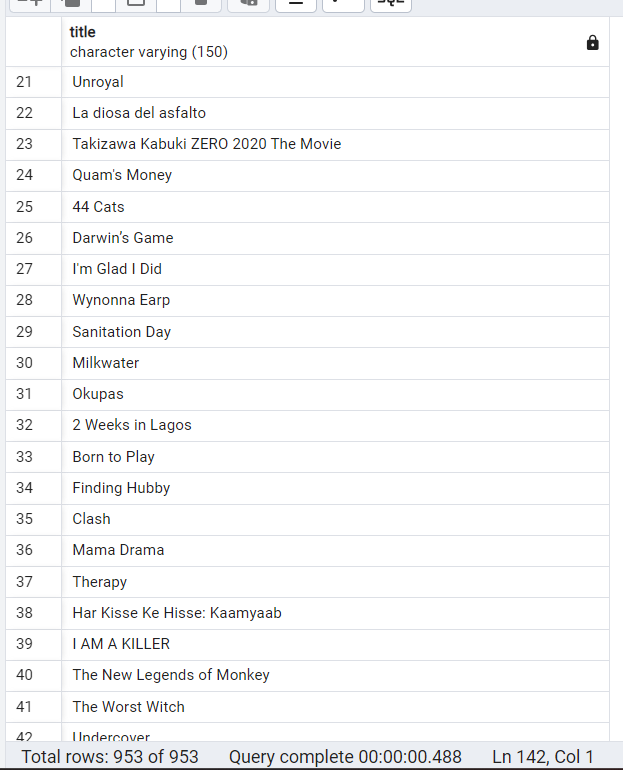 SQL
title
character varying (150)
21 Unroyal
22 La diosa del asfalto
23 Takizawa Kabuki ZERO 2020 The Movie
24 Quam's Money
25 44 Cats
26 Darwin’s Game
27 I'm Glad I Did
28 Wynonna Earp
29 Sanitation Day
30 Milkwater
31 Okupas
32 2 Weeks in Lagos
33 Born to Play
34 Finding Hubby
35 Clash
36 Mama Drama
37 Therapy
38 Har Kisse Ke Hisse: Kaamyaab
39 I AM A KILLER
40 The New Legends of Monkey
41 The Worst Witch
42 Undercover
Total rows: 953 of 953 Query complete 00:00:00.488 Ln 142, Col 1